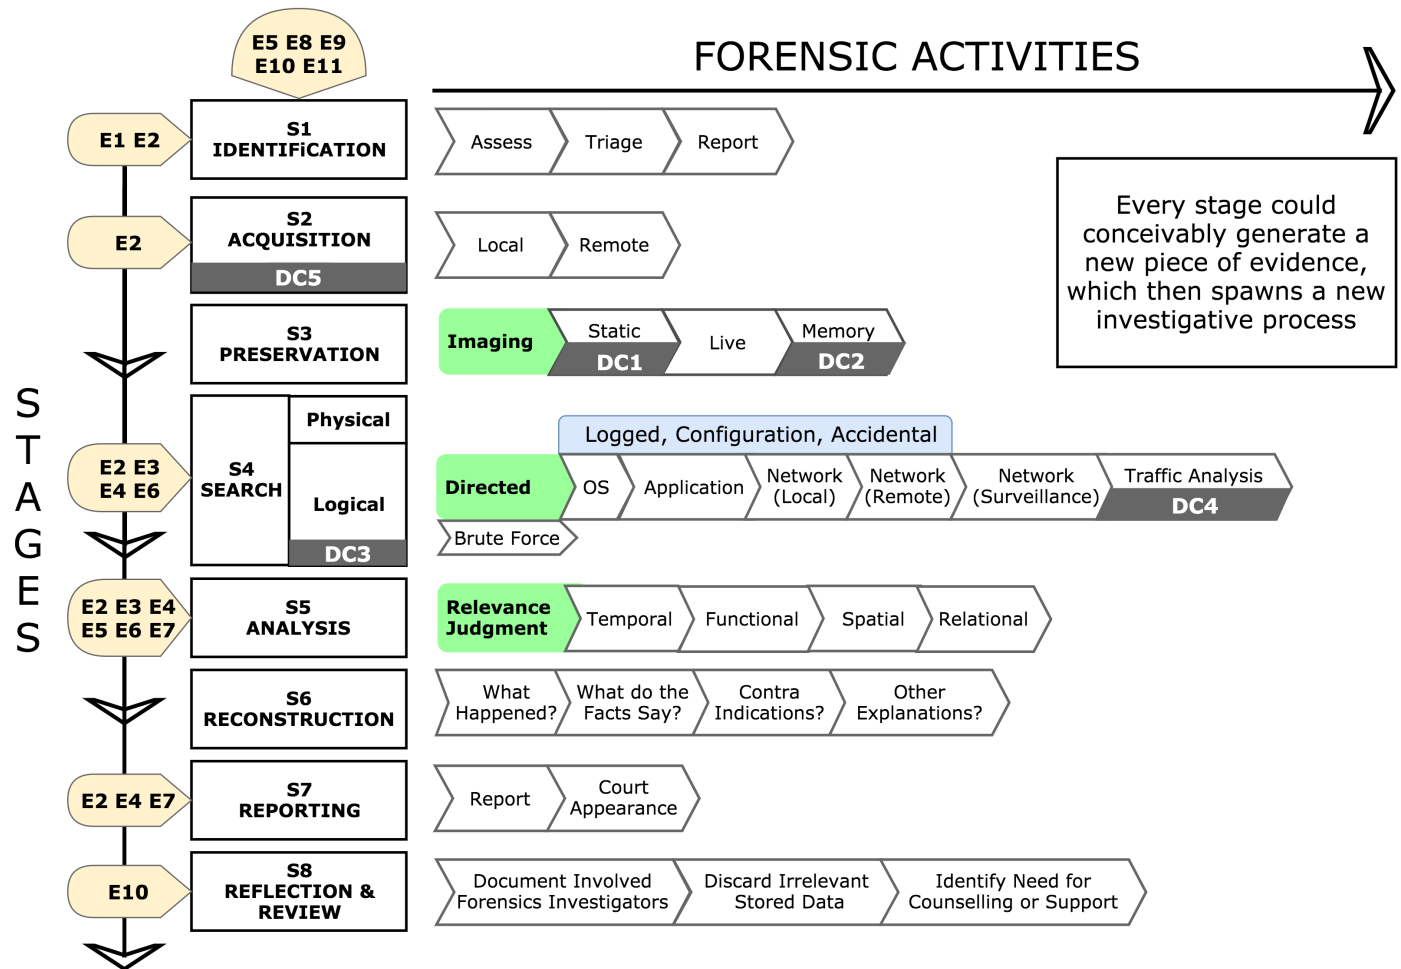 E5 E8 E9
E10 E11
FORENSIC ACTIVITIES
E1 E2
S1
IDENTIFiCATION
Assess
Triage
Report
Every stage could
conceivably generate a
new piece of evidence,
which then spawns a new
investigative process
E2
S2
ACQUISITION
DC5
Local
Remote
S3
PRESERVATION
Imaging
Static
DC1
Live
Memory
DC2
STAGES
E2 E3
E4 E6
S4
SEARCH
Physical
Logical
DC3
Logged, Configuration, Accidental
Directed
OS
Application
Network
(Local)
Network
(Remote)
Network
(Surveillance)
Traffic Analysis
DC4
Brute Force
E2 E3 E4
E5 E6 E7
S5
ANALYSIS
Relevance
Judgment
Temporal
Functional
Spatial
Relational
S6
RECONSTRUCTION
What
Happened?
What do the
Facts Say?
Contra
Indications?
Other
Explanations?
E2 E4 E7
S7
REPORTING
Report
Court
Appearance
E10
S8
REFLECTION &
REVIEW
Document Involved
Forensics Investigators
Discard Irrelevant
Stored Data
Identify Need for
Counselling or Support